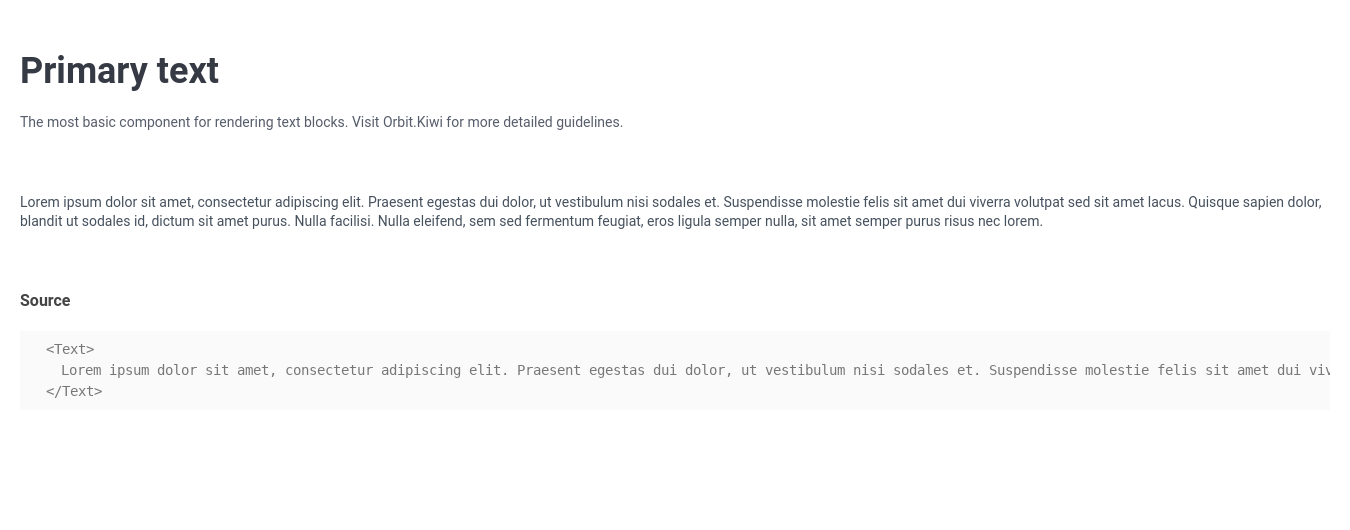 Primary text
The most basic component for rendering text blocks. Visit Orbit.Kiwi for more detailed guidelines.
Lorem ipsum dolor sit amet, consectetur adipiscing elit. Praesent egestas dui dolor, ut vestibulum nisi sodales et. Suspendisse molestie felis sit amet dui viverra volutpat sed sit amet lacus. Quisque sapien dolor,
blandit ut sodales id, dictum sit amet purus. Nulla facilisi. Nulla eleifend, sem sed fermentum feugiat, eros ligula semper nulla, sit amet semper purus risus nec lorem.
Source
<Text>
Lorem ipsum dolor sit amet, consectetur adipiscing elit. Praesent egestas dui dolor, ut vestibulum nisi sodales et. Suspendisse molestie felis sit amet dui
</Text>